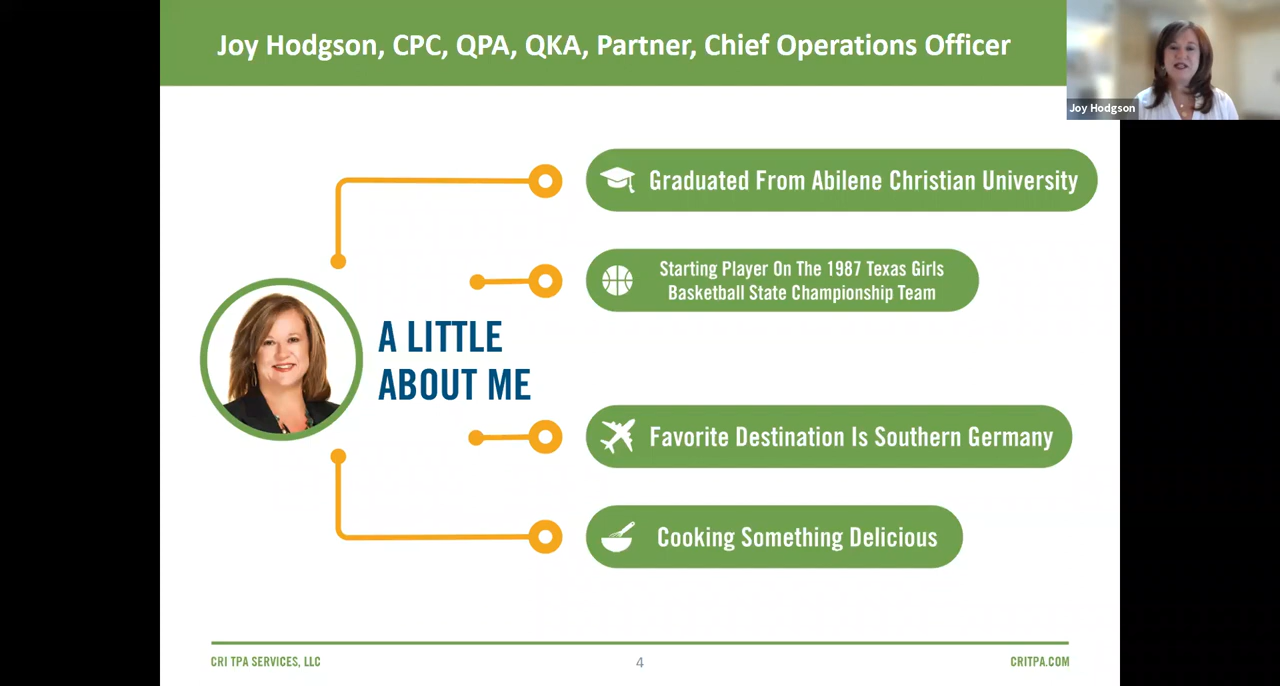 Joy Hodgson, CPC, QPA, QKA, Partner, Chief Operations Officer
Joy Hodgson
Graduated From Abilene Christian University
Starting Player On The 1987 Texas Girls
Basketball State Championship Team
A LITTLE
ABOUT ME
Favorite Destination Is Southern Germany
Cooking Something Delicious
CRI TPA SERVICES, LLC
4
CRITPA.COM